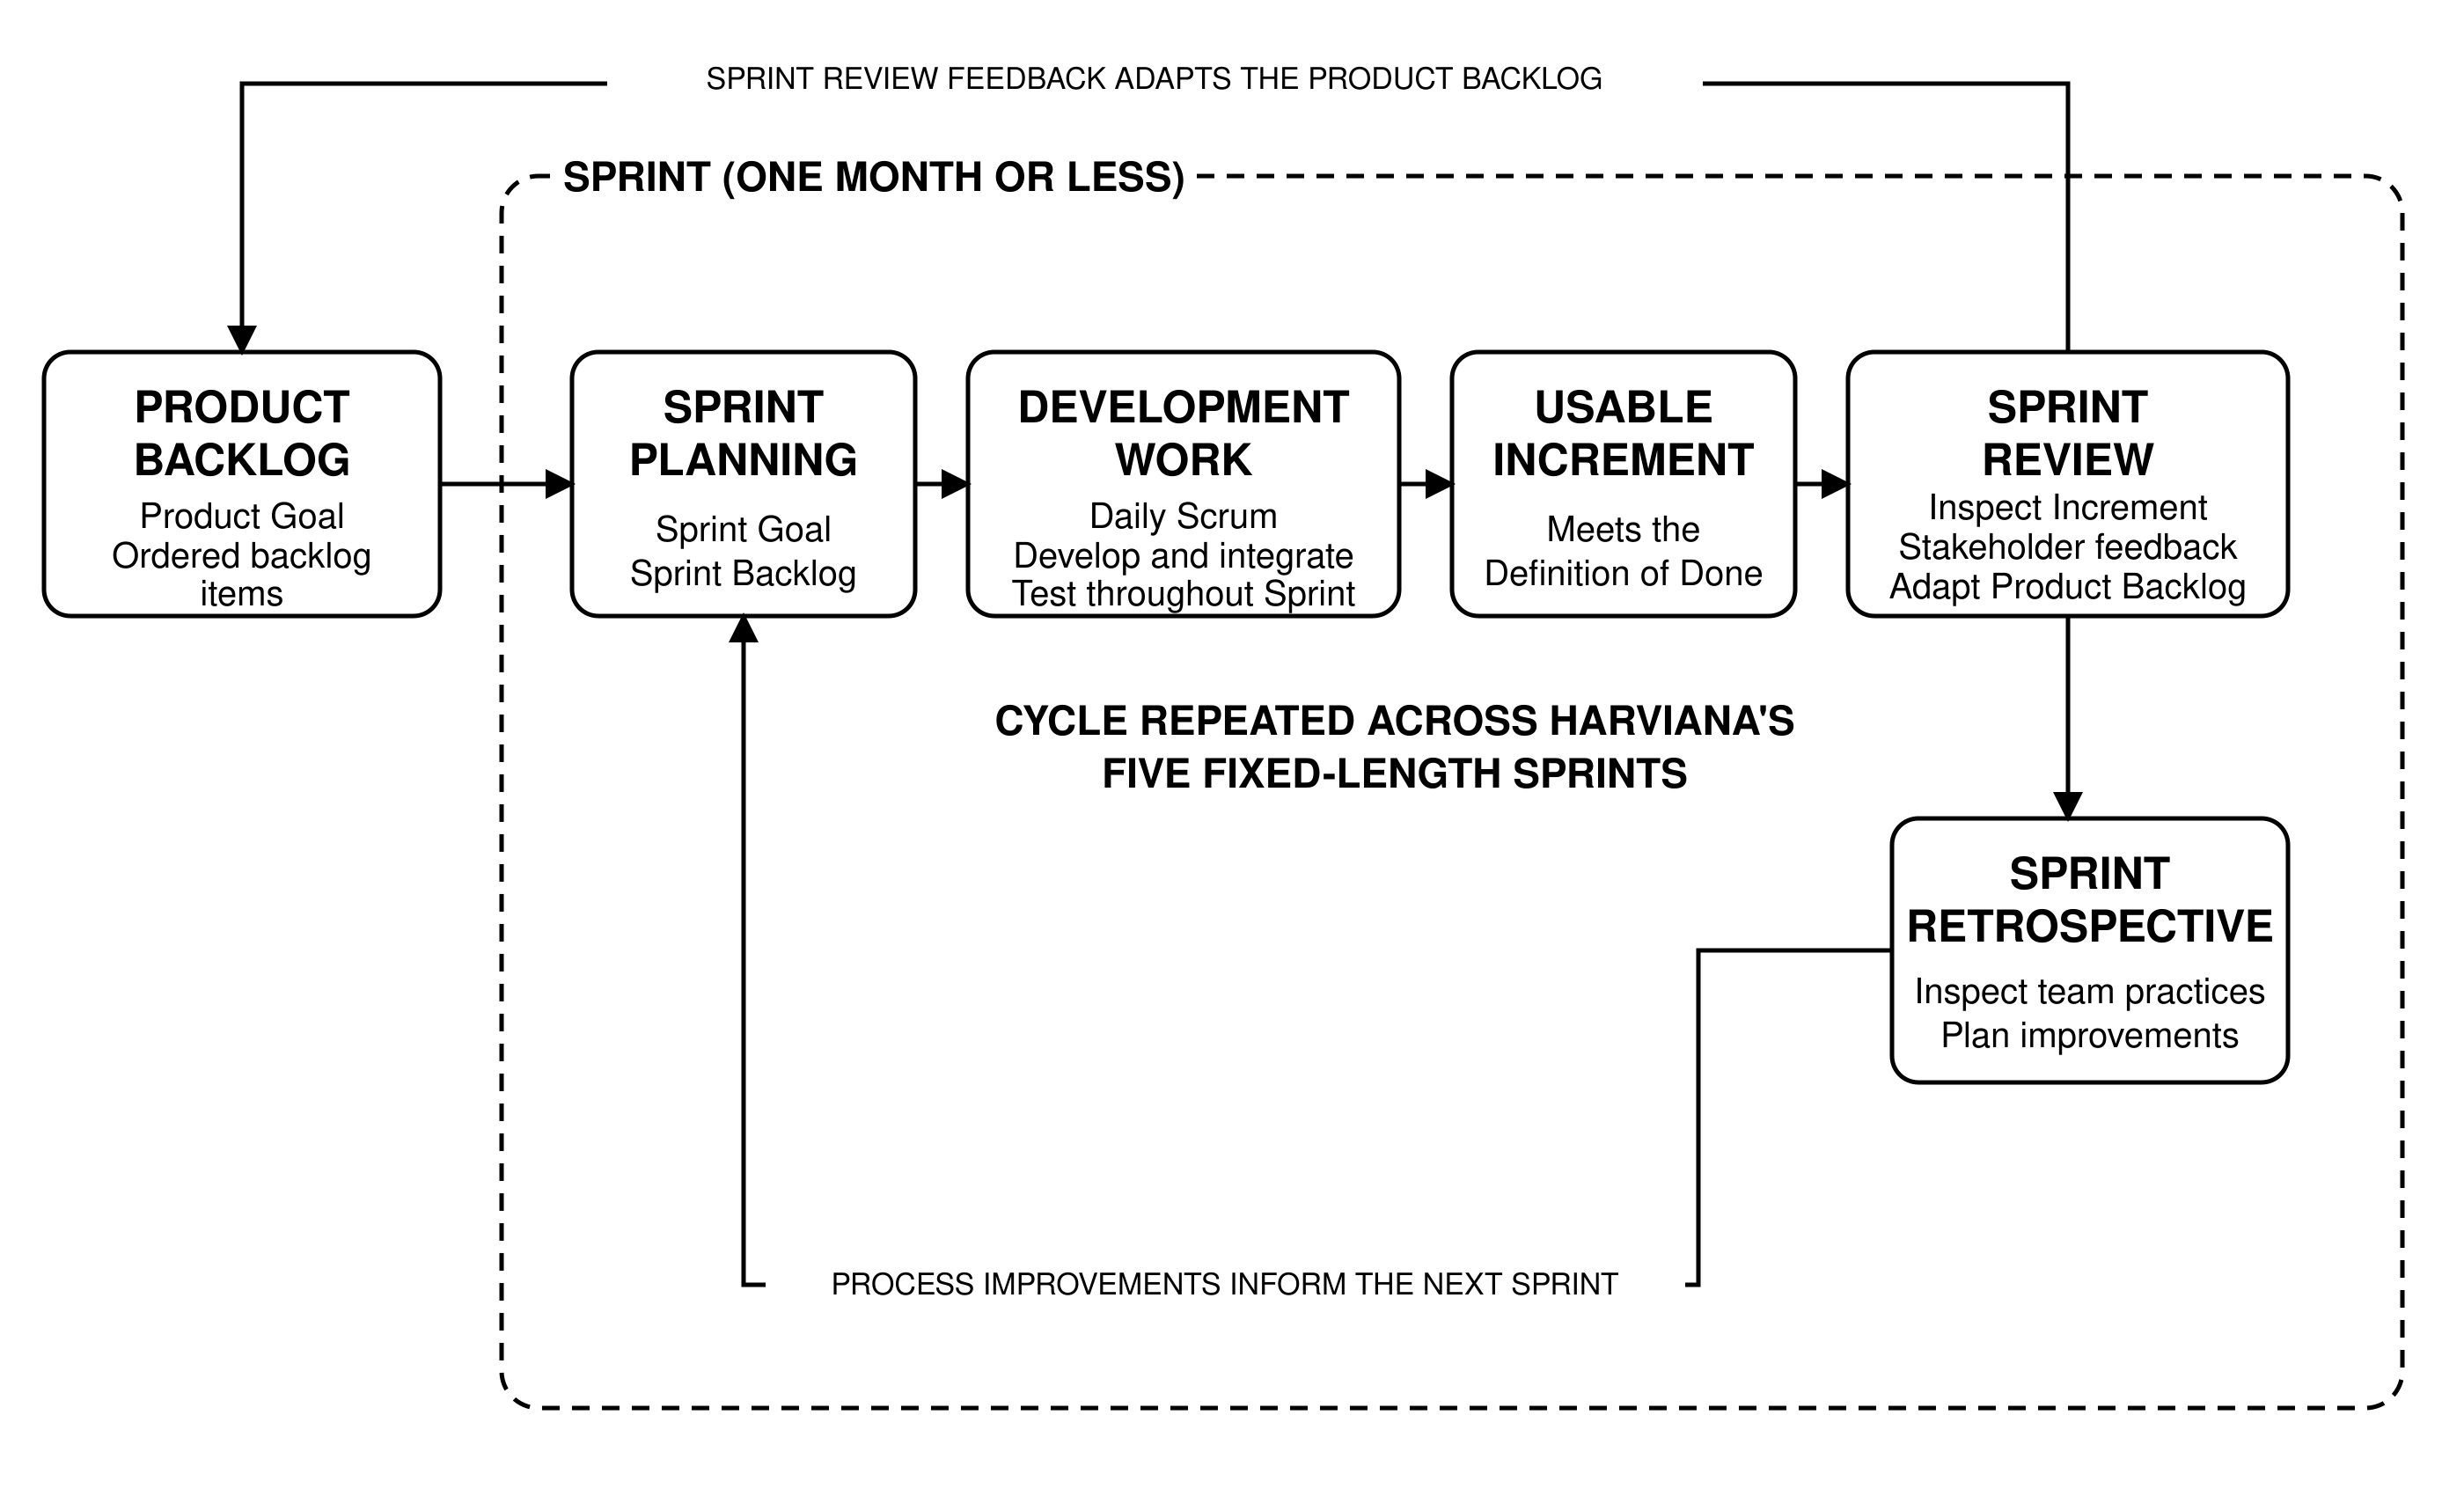 SPRINT REVIEW FEEDBACK ADAPTS THE PRODUCT BACKLOG
SPRINT (ONE MONTH OR LESS)
PRODUCT
BACKLOG
Product Goal
Ordered backlog
items
SPRINT
PLANNING
Sprint Goal
Sprint Backlog
DEVELOPMENT
WORK
Daily Scrum
Develop and integrate
Test throughout Sprint
USABLE
INCREMENT
Meets the
Definition of Done
SPRINT
REVIEW
Inspect Increment
Stakeholder feedback
Adapt Product Backlog
CYCLE REPEATED ACROSS HARVIANA'S
FIVE FIXED-LENGTH SPRINTS
SPRINT
RETROSPECTIVE
Inspect team practices
Plan improvements
PROCESS IMPROVEMENTS INFORM THE NEXT SPRINT